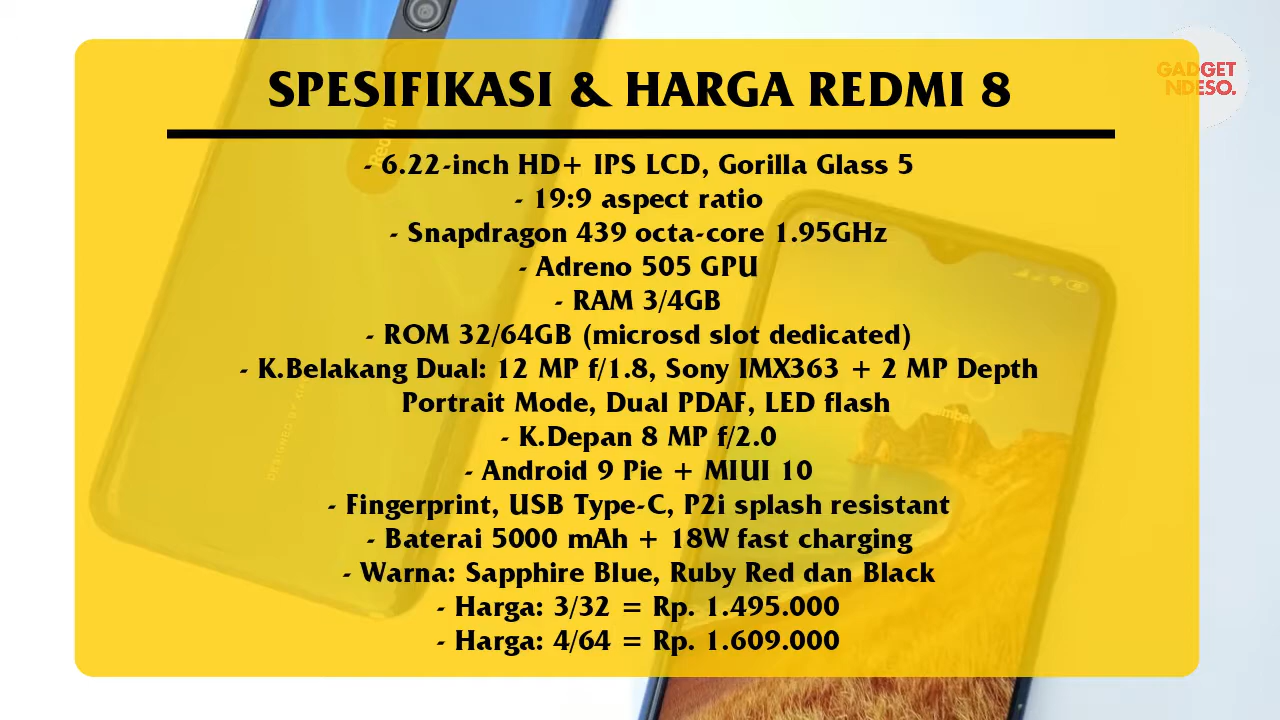 SPESIFIKASI & HARGA REDMI 8
GADGET
NDESO.
- 6.22-inch HD+ IPS LCD, Gorilla Glass 5
- 19:9 aspect ratio
- Snapdragon 439 octa-core 1.95GHz
- Adreno 505 GPU
- RAM 3/4GB
- ROM 32/64GB (microsd slot dedicated)
- K.Belakang Dual: 12 MP f/1.8, Sony IMX363 + 2 MP Depth
Portrait Mode, Dual PDAF, LED flash
- K.Depan 8 MP f/2.0
- Android 9 Pie + MIUI 10
- Fingerprint, USB Type-C, P2i splash resistant
- Baterai 5000 mAh + 18W fast charging
- Warna: Sapphire Blue, Ruby Red dan Black
- Harga: 3/32 = Rp. 1.495.000
- Harga: 4/64 = Rp. 1.609.000
Redmi
DESIGNED BY